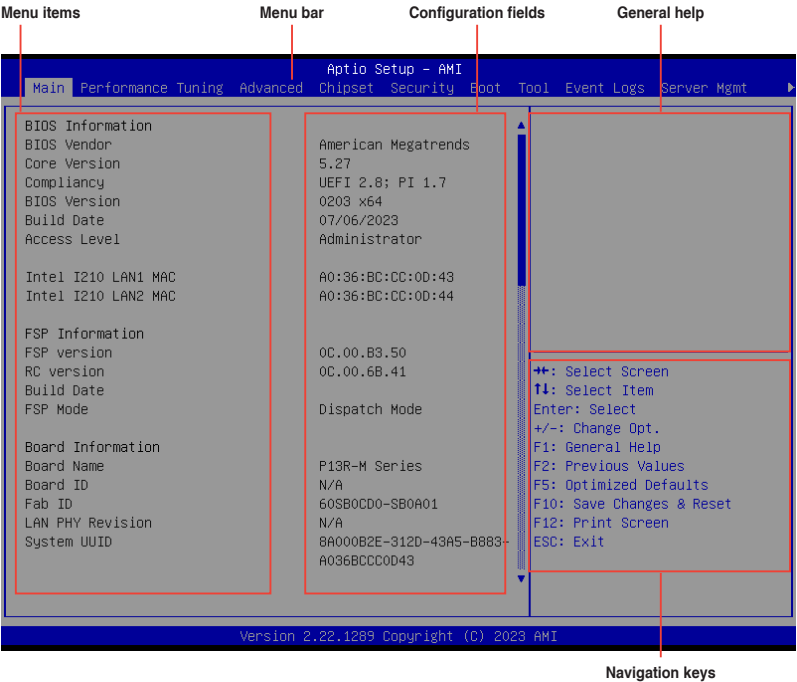 Menu items Menu bar Configuration fields General help
Aptio Setup – AMI
Main Performance Tuning Advanced Chipset Security Boot Tool Event Logs Server Mgmt
BIOS Information
BIOS Vendor American Megatrends
Core Version 5.27
Compliancy UEFI 2.8; PI 1.7
BIOS Version 0203 x64
Build Date 07/06/2023
Access Level Administrator
Intel I210 LAN1 MAC A0:36:BC:CC:0D:43
Intel I210 LAN2 MAC A0:36:BC:CC:0D:44
FSP Information
FSP version 0C.00.B3.50
RC version 0C.00.6B.41
Build Date
FSP Mode Dispatch Mode
Board Information
Board Name P13R-M Series
Board ID N/A
Fab ID 60SB0CD0-SB0A01
LAN PHY Revision N/A
System UUID 8A000B2E-312D-43A5-B883-
A036BCCC0D43
→←: Select Screen
↑↓: Select Item
Enter: Select
+/-: Change Opt.
F1: General Help
F2: Previous Values
F5: Optimized Defaults
F10: Save Changes & Reset
F12: Print Screen
ESC: Exit
Version 2.22.1289 Copyright (C) 2023 AMI
Navigation keys